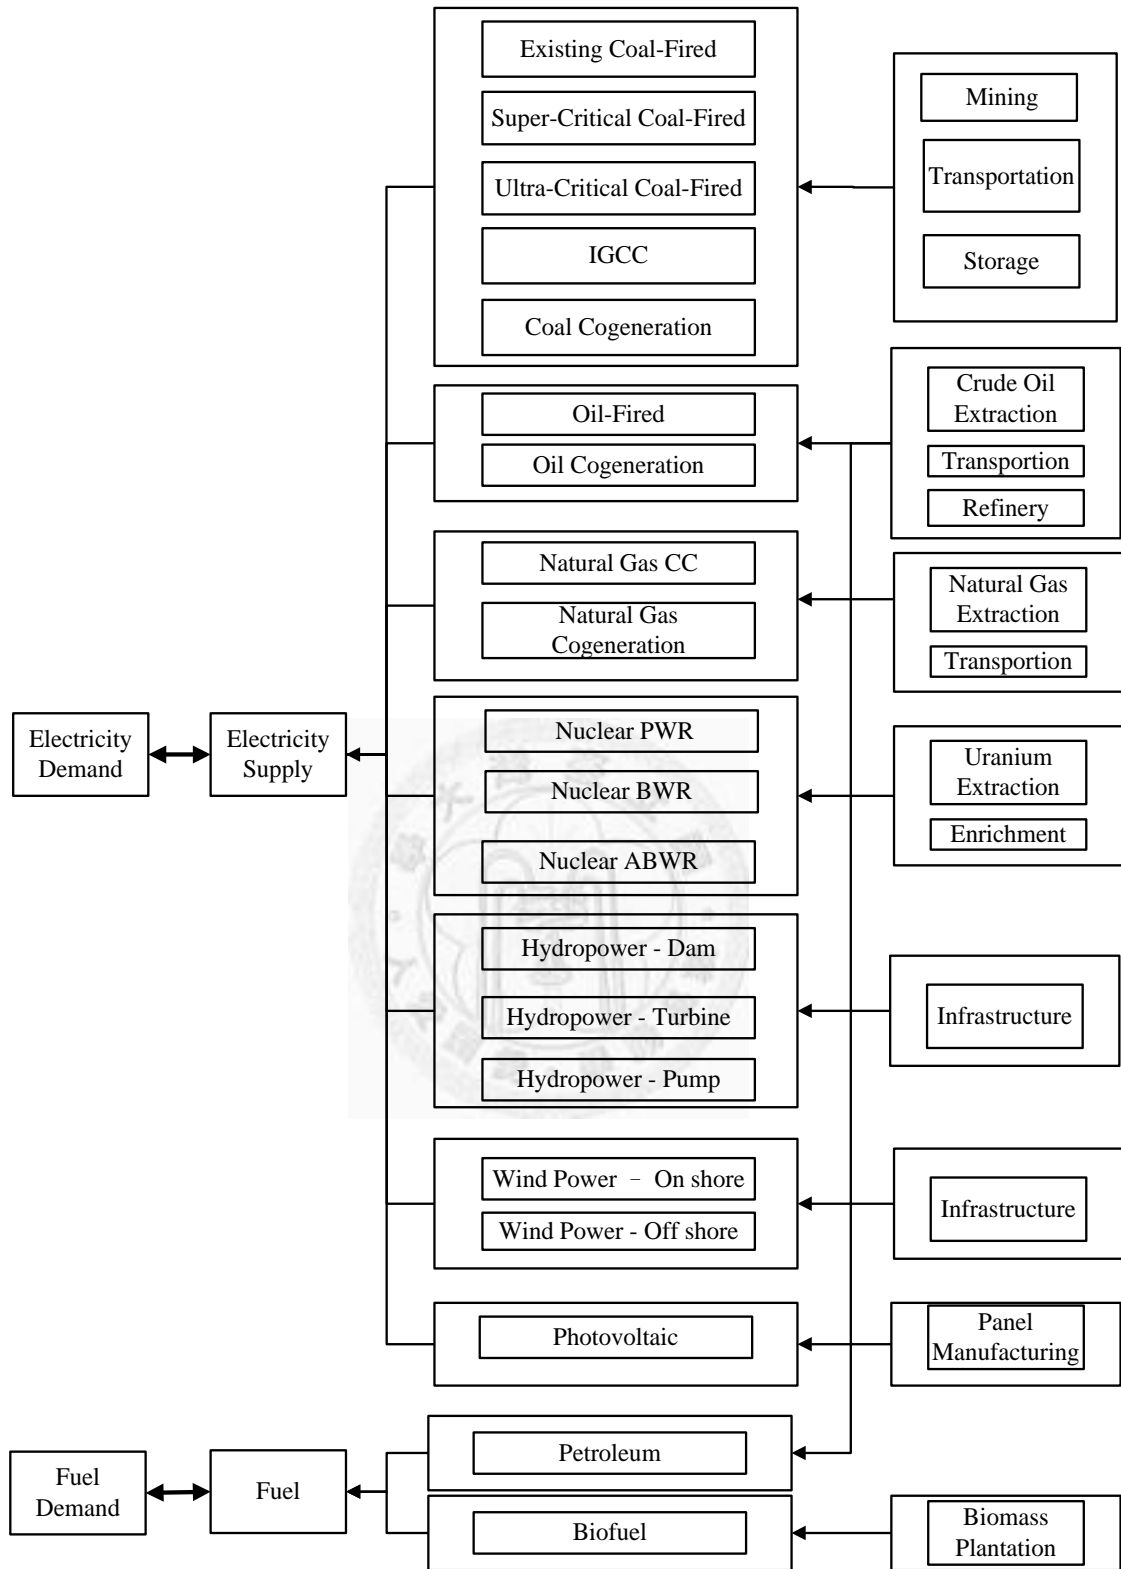 Existing Coal-Fired
Super-Critical Coal-Fired
Ultra-Critical Coal-Fired
IGCC
Coal Cogeneration
Mining
Transportation
Storage
Oil-Fired
Oil Cogeneration
Crude Oil
Extraction
Transportion
Refinery
Natural Gas CC
Natural Gas
Cogeneration
Natural Gas
Extraction
Transportion
Electricity
Demand
Electricity
Supply
Nuclear PWR
Nuclear BWR
Nuclear ABWR
Uranium
Extraction
Enrichment
Hydropower - Dam
Hydropower - Turbine
Hydropower - Pump
Infrastructure
Wind Power – On shore
Wind Power - Off shore
Infrastructure
Photovoltaic
Panel
Manufacturing
Fuel
Demand
Fuel
Petroleum
Biofuel
Biomass
Plantation